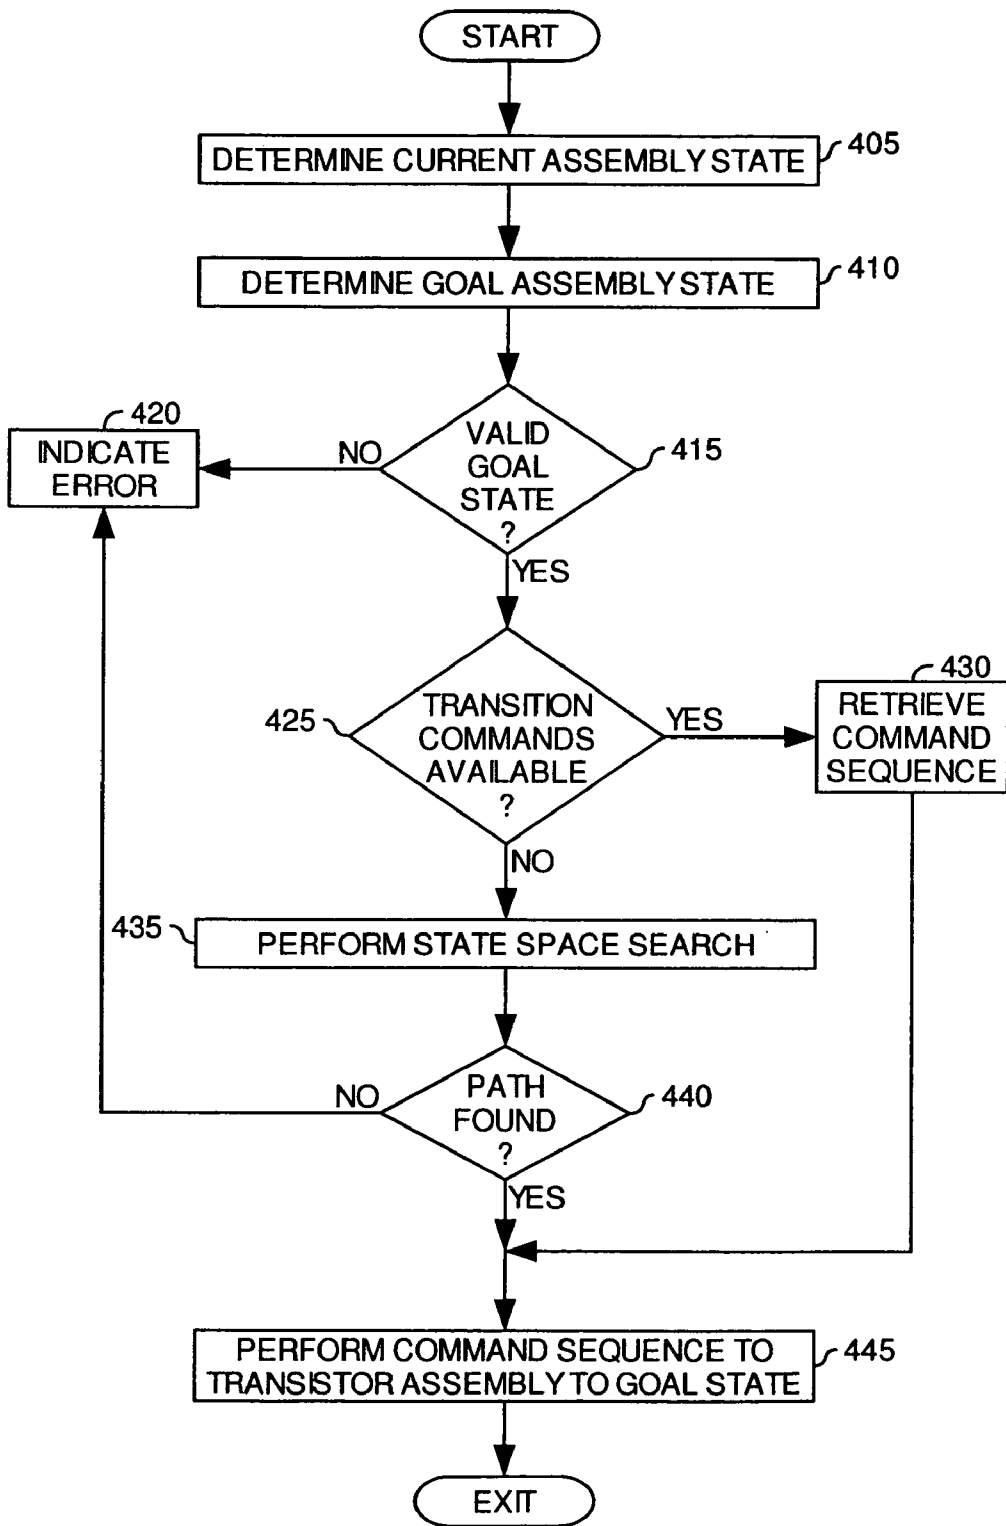 START
DETERMINE CURRENT ASSEMBLY STATE
405
DETERMINE GOAL ASSEMBLY STATE
410
420
INDICATE
ERROR
NO
VALID
GOAL
STATE
?
415
YES
425
TRANSITION
COMMANDS
AVAILABLE
?
YES
430
RETRIEVE
COMMAND
SEQUENCE
NO
435
PERFORM STATE SPACE SEARCH
NO
PATH
FOUND
?
440
YES
PERFORM COMMAND SEQUENCE TO
TRANSISTOR ASSEMBLY TO GOAL STATE
445
EXIT